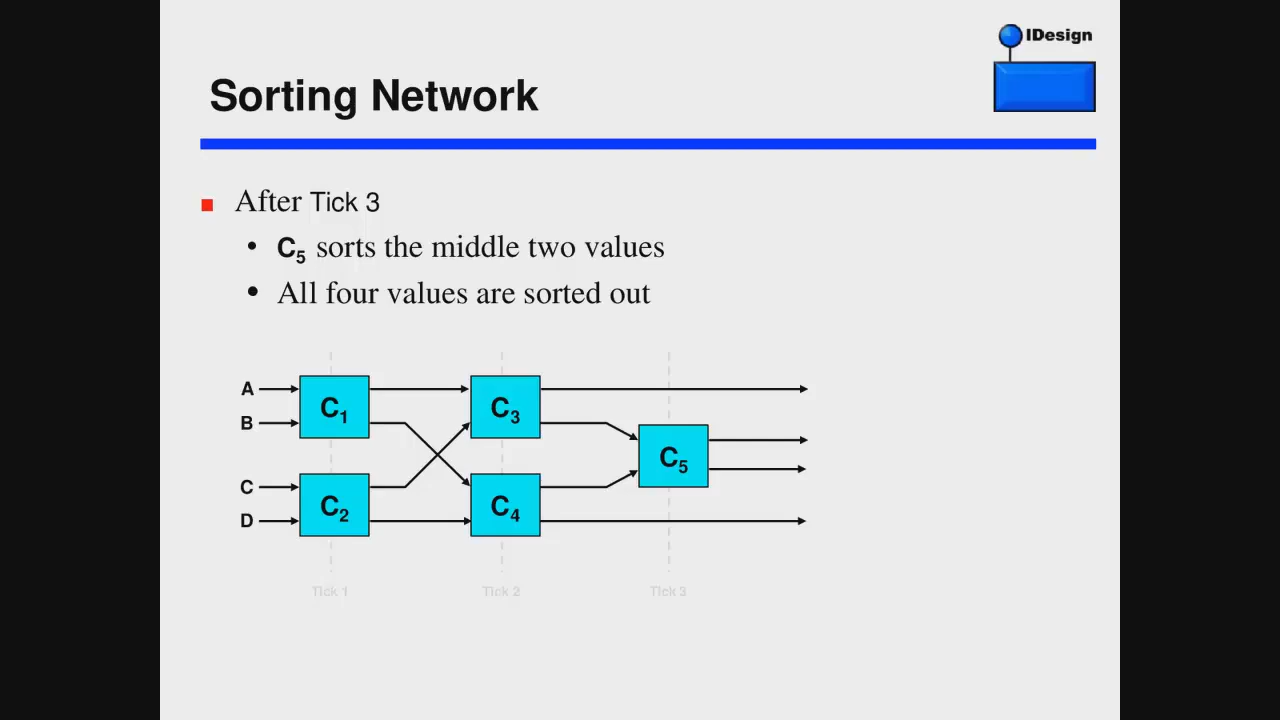 IDesign
Sorting Network
After Tick 3
• C5 sorts the middle two values
• All four values are sorted out
A
B
C1
C3
C5
C
D
C2
C4
Tick 1
Tick 2
Tick 3